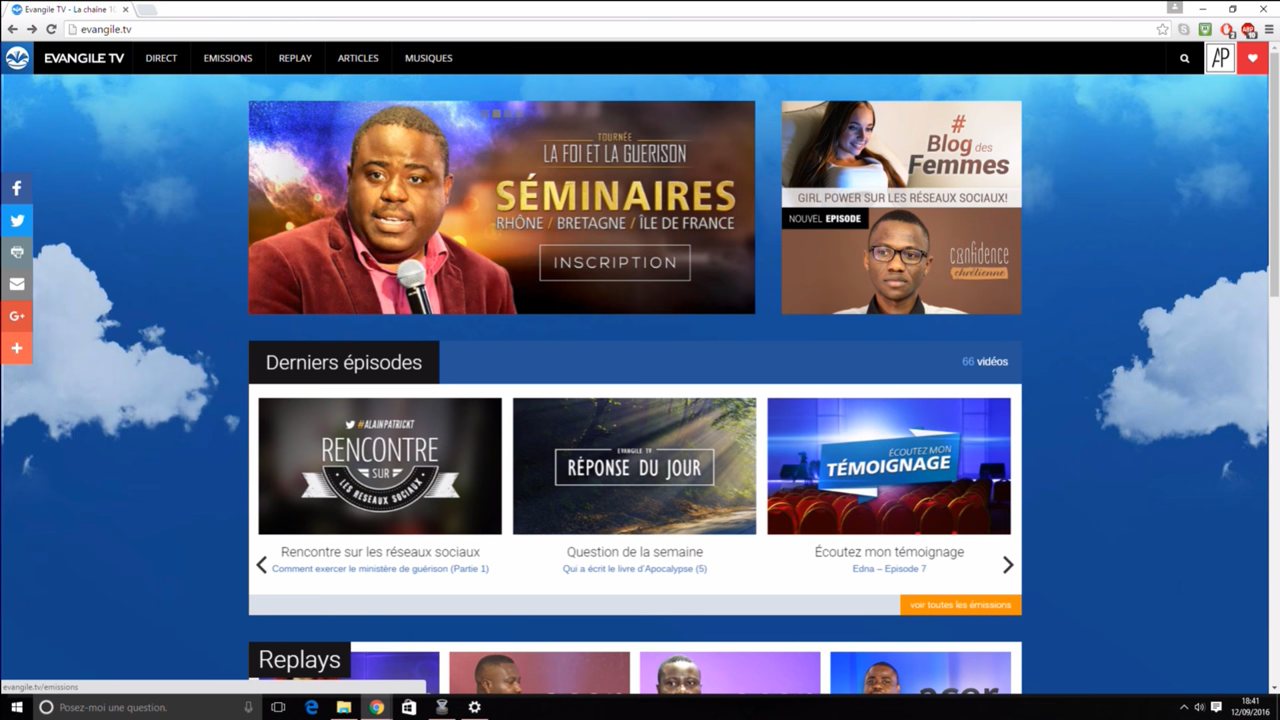 Evangile TV - La chaîne 10
evangile.tv
EVANGILE TV DIRECT EMISSIONS REPLAY ARTICLES MUSIQUES AP
TOURNÉE
LA FOI ET LA GUERISON
SÉMINAIRES
RHÔNE / BRETAGNE / ÎLE DE FRANCE
INSCRIPTION
#
Blog des
Femmes
GIRL POWER SUR LES RÉSEAUX SOCIAUX!
NOUVEL EPISODE
confidence
chrétienne
Derniers épisodes
66 vidéos
#ALAINPATRICKT
RENCONTRE
SUR
LES RESEAUX SOCIAUX
EVANGILE TV
RÉPONSE DU JOUR
ÉCOUTEZ MON
TÉMOIGNAGE
Rencontre sur les réseaux sociaux
Comment exercer le ministère de guérison (Partie 1)
Question de la semaine
Qui a écrit le livre d'Apocalypse (5)
Écoutez mon témoignage
Edna – Episode 7
voir toutes les émissions
Replays
evangile.tv/emissions
Posez-moi une question.
18:41
12/09/2016